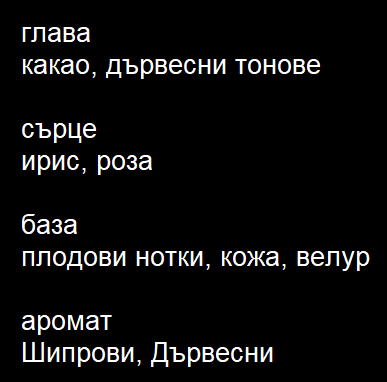 глава
какао, дървесни тонове
сърце
ирис, роза
база
плодови нотки, кожа, велур
аромат
Шипрови, Дървесни